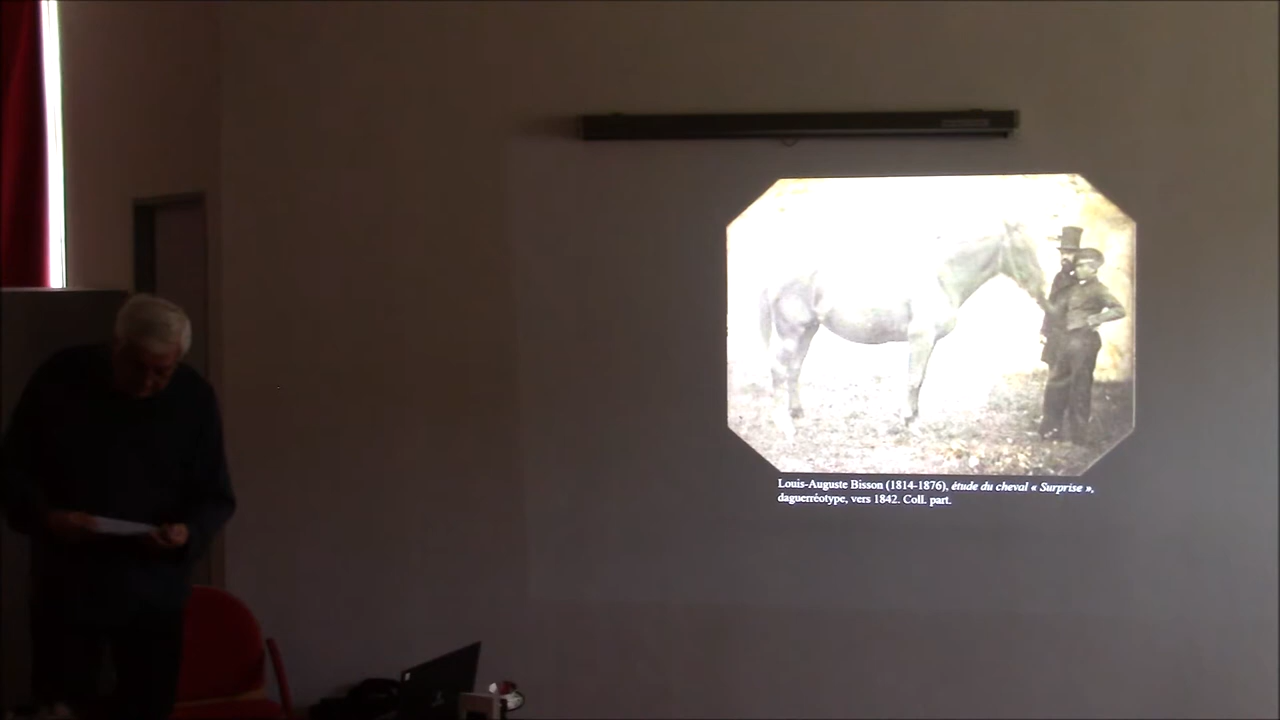 Louis-Auguste Bisson (1814-1876), étude du cheval « Surprise »,
daguerréotype, vers 1842. Coll. part.